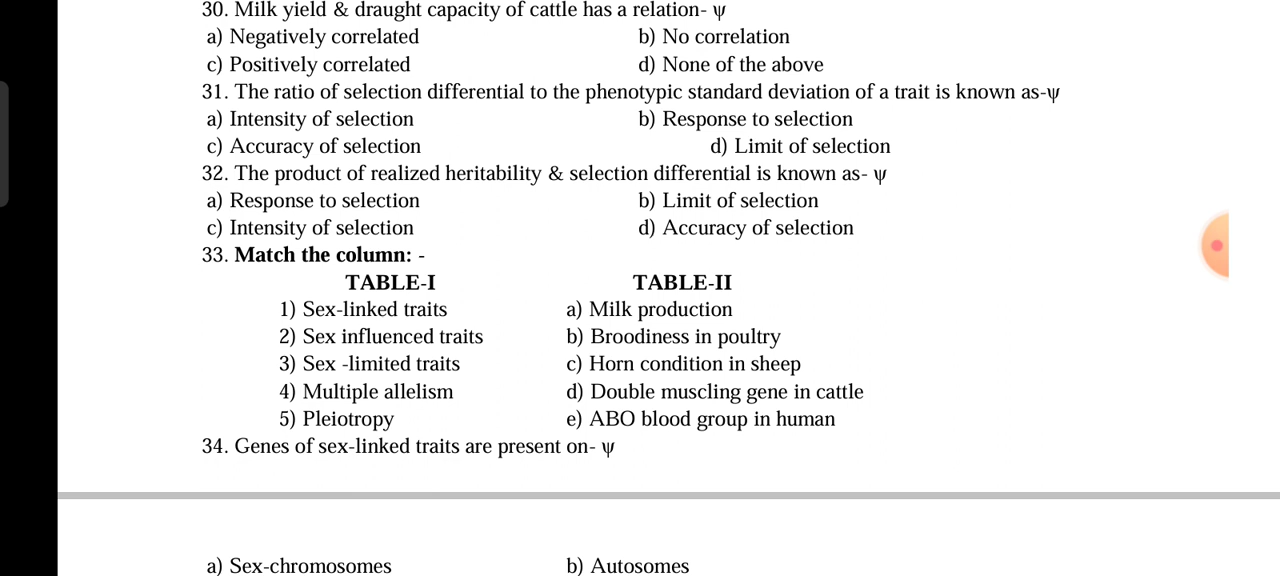 30. Milk yield & draught capacity of cattle has a relation- ψ
a) Negatively correlated b) No correlation
c) Positively correlated d) None of the above
31. The ratio of selection differential to the phenotypic standard deviation of a trait is known as-ψ
a) Intensity of selection b) Response to selection
c) Accuracy of selection d) Limit of selection
32. The product of realized heritability & selection differential is known as- ψ
a) Response to selection b) Limit of selection
c) Intensity of selection d) Accuracy of selection
33. Match the column: -
TABLE-I TABLE-II
1) Sex-linked traits a) Milk production
2) Sex influenced traits b) Broodiness in poultry
3) Sex -limited traits c) Horn condition in sheep
4) Multiple allelism d) Double muscling gene in cattle
5) Pleiotropy e) ABO blood group in human
34. Genes of sex-linked traits are present on- ψ
a) Sex-chromosomes b) Autosomes